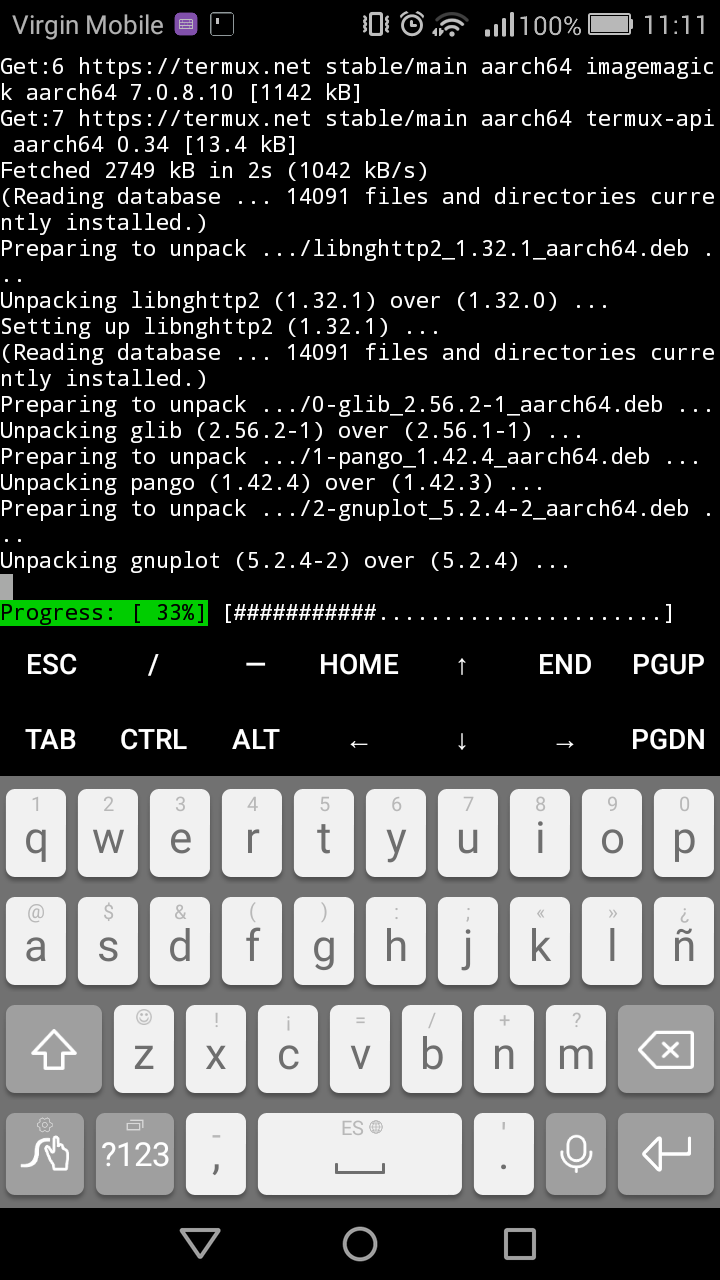 Virgin Mobile 100% 11:11
Get:6 https://termux.net stable/main aarch64 imagemagic
k aarch64 7.0.8.10 [1142 kB]
Get:7 https://termux.net stable/main aarch64 termux-api
 aarch64 0.34 [13.4 kB]
Fetched 2749 kB in 2s (1042 kB/s)
(Reading database ... 14091 files and directories curre
ntly installed.)
Preparing to unpack .../libnghttp2_1.32.1_aarch64.deb .
..
Unpacking libnghttp2 (1.32.1) over (1.32.0) ...
Setting up libnghttp2 (1.32.1) ...
(Reading database ... 14091 files and directories curre
ntly installed.)
Preparing to unpack .../0-glib_2.56.2-1_aarch64.deb ...
Unpacking glib (2.56.2-1) over (2.56.1-1) ...
Preparing to unpack .../1-pango_1.42.4_aarch64.deb ...
Unpacking pango (1.42.4) over (1.42.3) ...
Preparing to unpack .../2-gnuplot_5.2.4-2_aarch64.deb .
..
Unpacking gnuplot (5.2.4-2) over (5.2.4) ...
Progress: [ 33%] [###########......................]
ESC / — HOME ↑ END PGUP
TAB CTRL ALT ← ↓ → PGDN
1 2 3 4 5 6 7 8 9 0
q w e r t y u i o p
@ $ & ( ) : ; « » ¿
a s d f g h j k l ñ
! ¡ = / + ?
z x c v b n m
- ES '
?123 , .